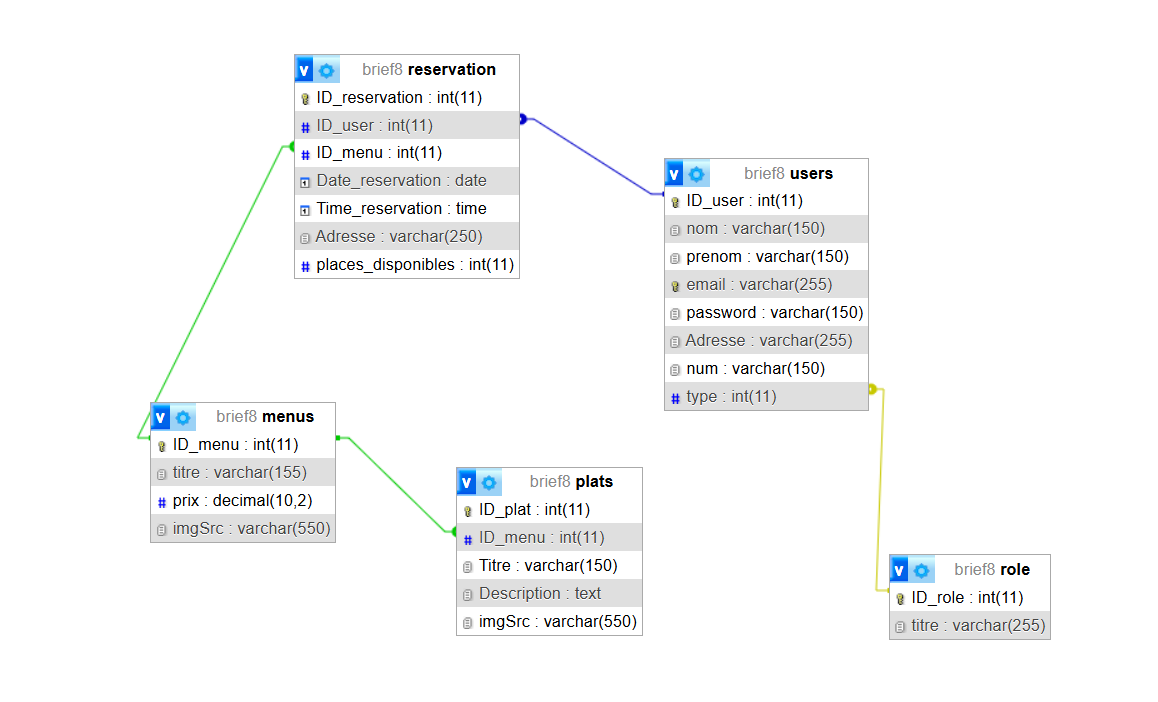 v brief8 reservation
ID_reservation : int(11)
# ID_user : int(11)
# ID_menu : int(11)
Date_reservation : date
Time_reservation : time
Adresse : varchar(250)
# places_disponibles : int(11)
v brief8 users
ID_user : int(11)
nom : varchar(150)
prenom : varchar(150)
email : varchar(255)
password : varchar(150)
Adresse : varchar(255)
num : varchar(150)
# type : int(11)
v brief8 menus
ID_menu : int(11)
titre : varchar(155)
# prix : decimal(10,2)
imgSrc : varchar(550)
v brief8 plats
ID_plat : int(11)
# ID_menu : int(11)
Titre : varchar(150)
Description : text
imgSrc : varchar(550)
v brief8 role
ID_role : int(11)
titre : varchar(255)